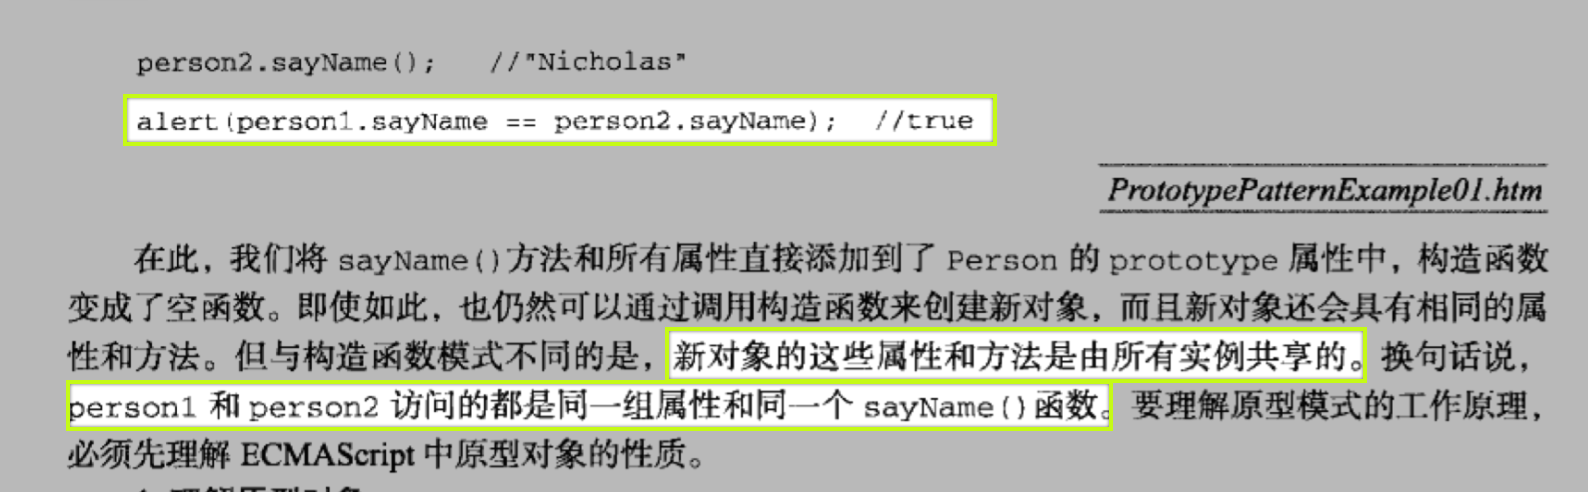 person2.sayName();   //"Nicholas"
alert(person1.sayName == person2.sayName);  //true
PrototypePatternExample01.htm
在此，我们将 sayName()方法和所有属性直接添加到了 Person 的 prototype 属性中，构造函数
变成了空函数。即使如此，也仍然可以通过调用构造函数来创建新对象，而且新对象还会具有相同的属
性和方法。但与构造函数模式不同的是，新对象的这些属性和方法是由所有实例共享的。换句话说，
person1 和 person2 访问的都是同一组属性和同一个 sayName()函数。要理解原型模式的工作原理，
必须先理解 ECMAScript 中原型对象的性质。